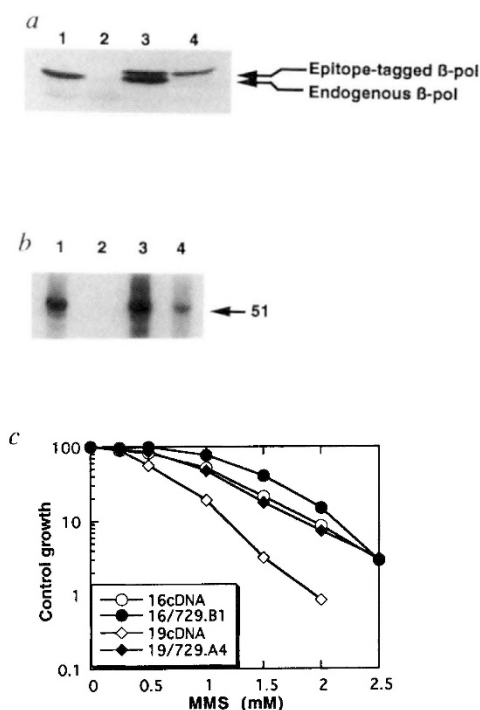 a
1 2 3 4
Epitope-tagged ß-pol
Endogenous ß-pol
b
1 2 3 4
51
c
100
10
1
0.1
Control growth
16cDNA
16/729.B1
19cDNA
19/729.A4
0 0.5 1 1.5 2 2.5
MMS (mM)